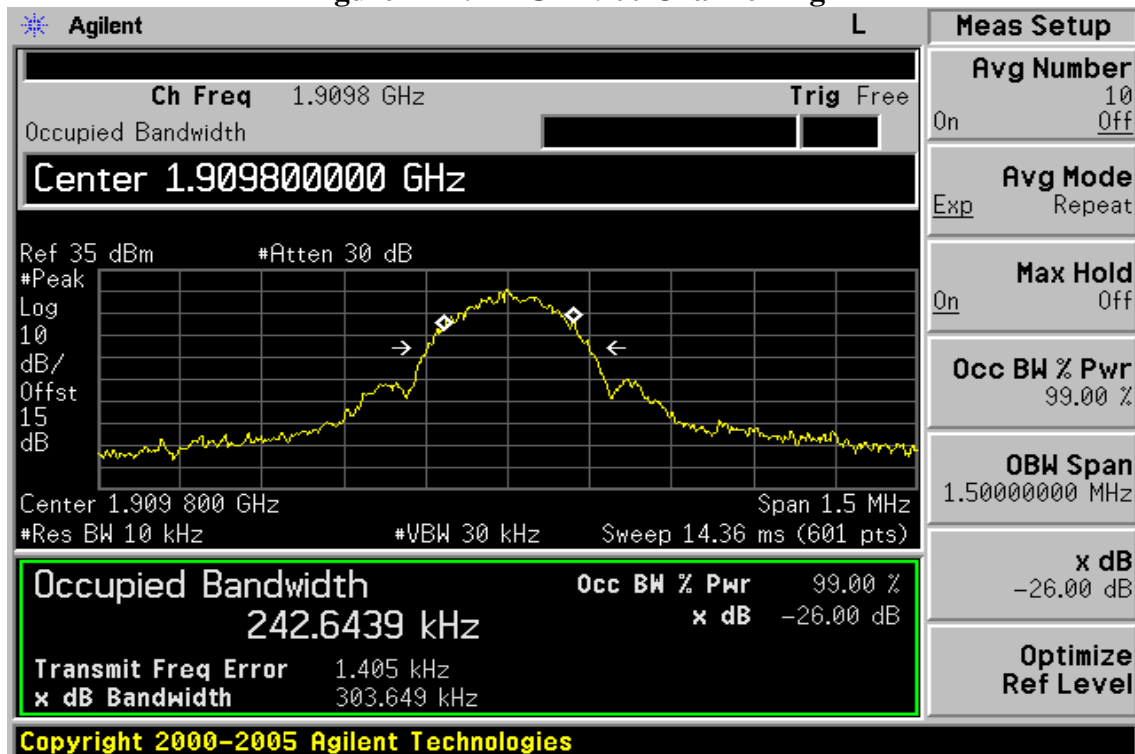 Agilent L
Ch Freq 1.9098 GHz Trig Free
Occupied Bandwidth
Center 1.909800000 GHz
Ref 35 dBm #Atten 30 dB
#Peak
Log
10
dB/
Offst
15
dB
Center 1.909 800 GHz Span 1.5 MHz
#Res BW 10 kHz #VBW 30 kHz Sweep 14.36 ms (601 pts)
Occupied Bandwidth Occ BW % Pwr 99.00 %
242.6439 kHz x dB -26.00 dB
Transmit Freq Error 1.405 kHz
x dB Bandwidth 303.649 kHz
Meas Setup
Avg Number
10
On Off
Avg Mode
Exp Repeat
Max Hold
On Off
Occ BW % Pwr
99.00 %
OBW Span
1.50000000 MHz
x dB
-26.00 dB
Optimize
Ref Level
Copyright 2000-2005 Agilent Technologies